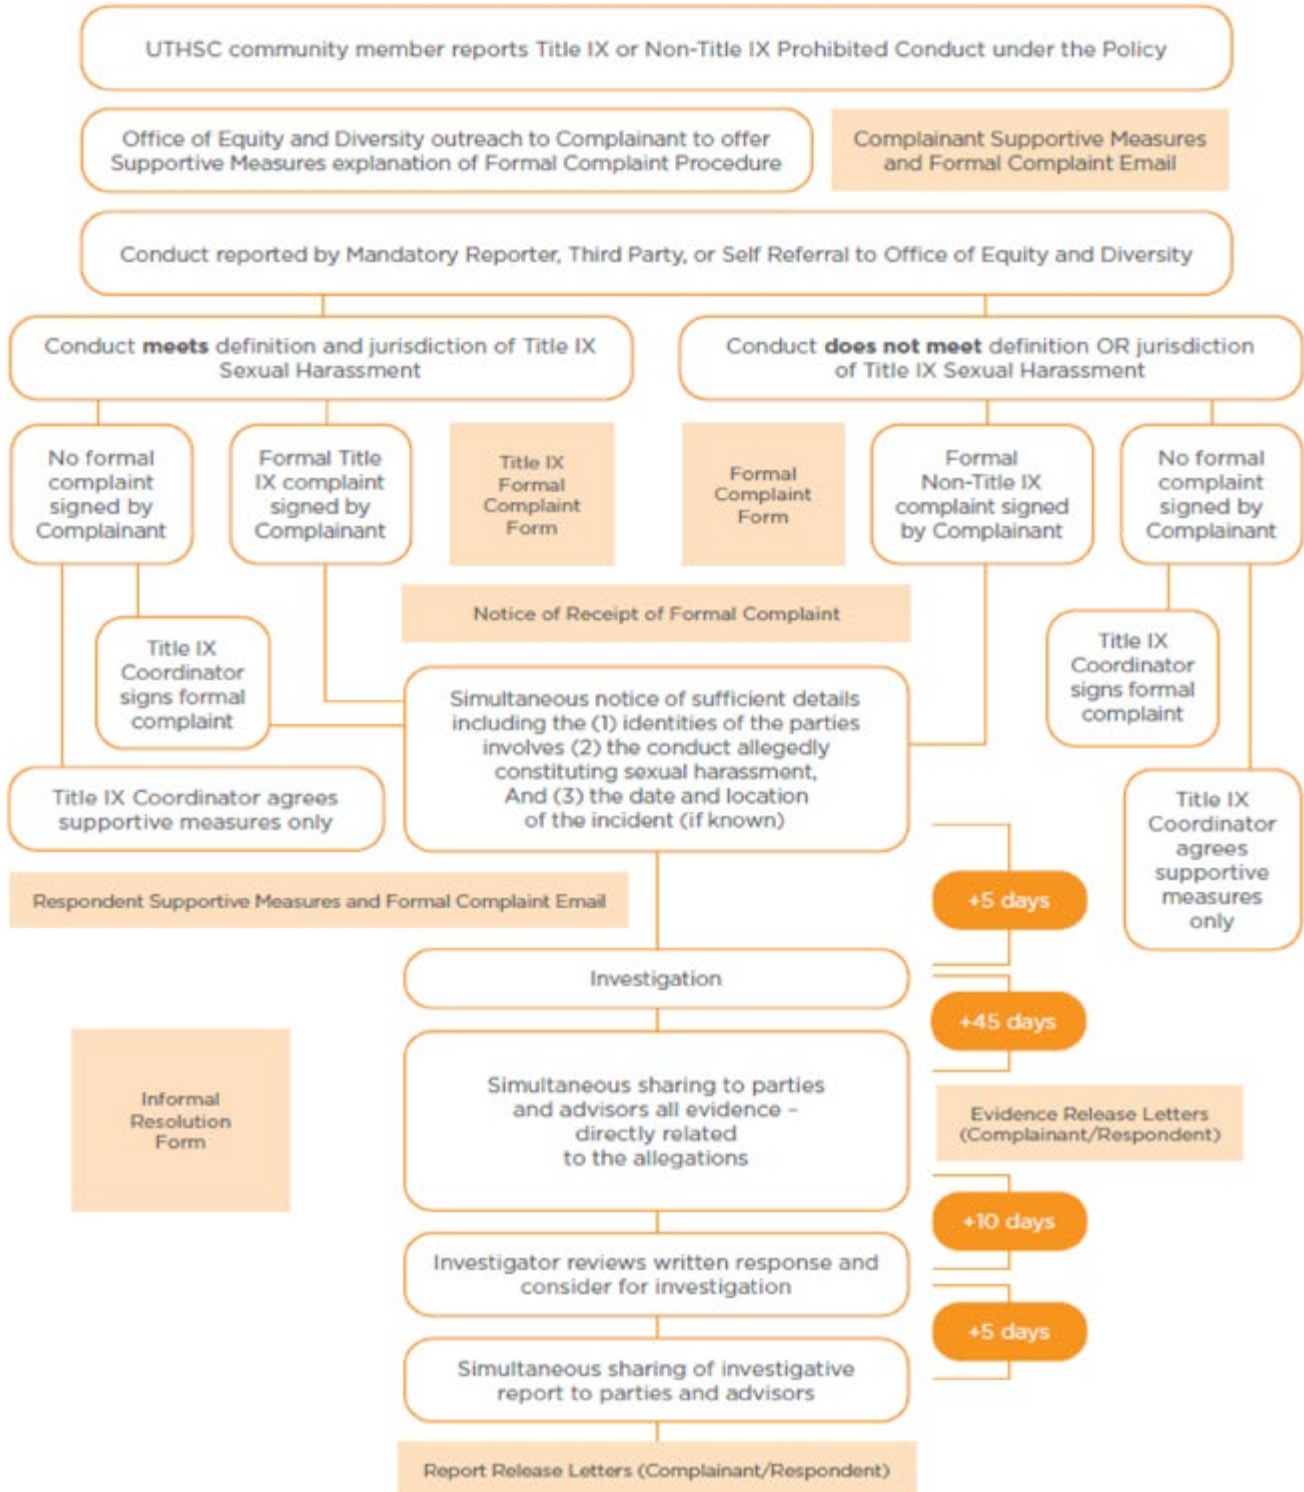 UTHSC community member reports Title IX or Non-Title IX Prohibited Conduct under the Policy
Office of Equity and Diversity outreach to Complainant to offer
Supportive Measures explanation of Formal Complaint Procedure
Complainant Supportive Measures
and Formal Complaint Email
Conduct reported by Mandatory Reporter, Third Party, or Self Referral to Office of Equity and Diversity
Conduct meets definition and jurisdiction of Title IX
Sexual Harassment
Conduct does not meet definition OR jurisdiction
of Title IX Sexual Harassment
No formal
complaint
signed by
Complainant
Formal Title
IX complaint
signed by
Complainant
Title IX
Formal
Complaint
Form
Formal
Complaint
Form
Formal
Non-Title IX
complaint signed
by Complainant
No formal
complaint
signed by
Complainant
Notice of Receipt of Formal Complaint
Title IX
Coordinator
signs formal
complaint
Title IX
Coordinator
signs formal
complaint
Simultaneous notice of sufficient details
including the (1) identities of the parties
involves (2) the conduct allegedly
constituting sexual harassment,
And (3) the date and location
of the incident (if known)
Title IX Coordinator agrees
supportive measures only
Title IX
Coordinator
agrees
supportive
measures
only
Respondent Supportive Measures and Formal Complaint Email
+5 days
Investigation
+45 days
Informal
Resolution
Form
Simultaneous sharing to parties
and advisors all evidence –
directly related
to the allegations
Evidence Release Letters
(Complainant/Respondent)
+10 days
Investigator reviews written response and
consider for investigation
+5 days
Simultaneous sharing of investigative
report to parties and advisors
Report Release Letters (Complainant/Respondent)